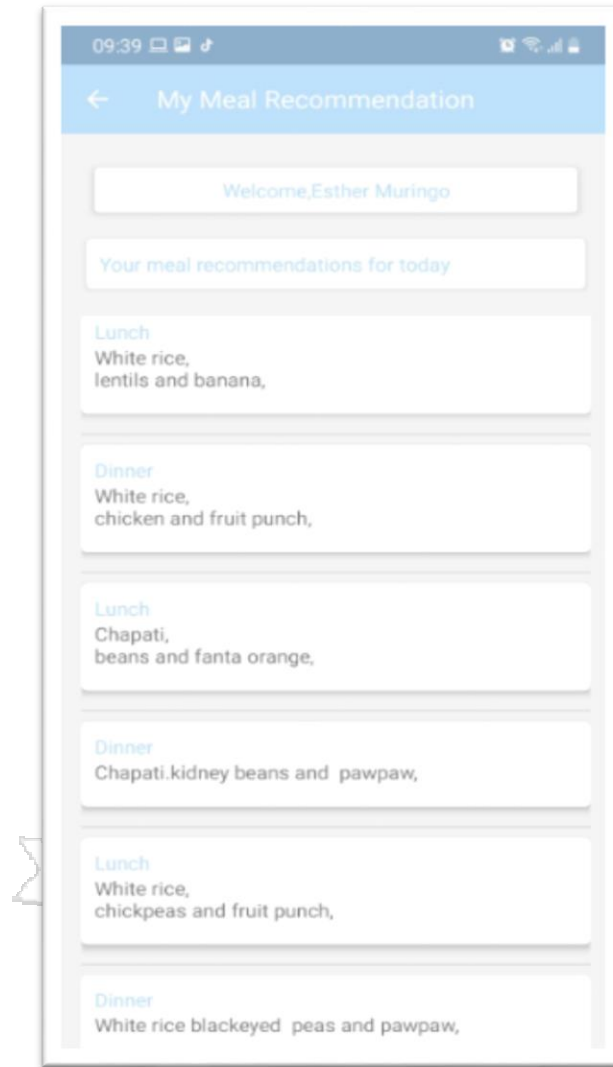 09:39
My Meal Recommendation
Welcome,Esther Muringo
Your meal recommendations for today
Lunch
White rice,
lentils and banana,
Dinner
White rice,
chicken and fruit punch,
Lunch
Chapati,
beans and fanta orange,
Dinner
Chapati.kidney beans and  pawpaw,
Lunch
White rice,
chickpeas and fruit punch,
Dinner
White rice blackeyed  peas and pawpaw,